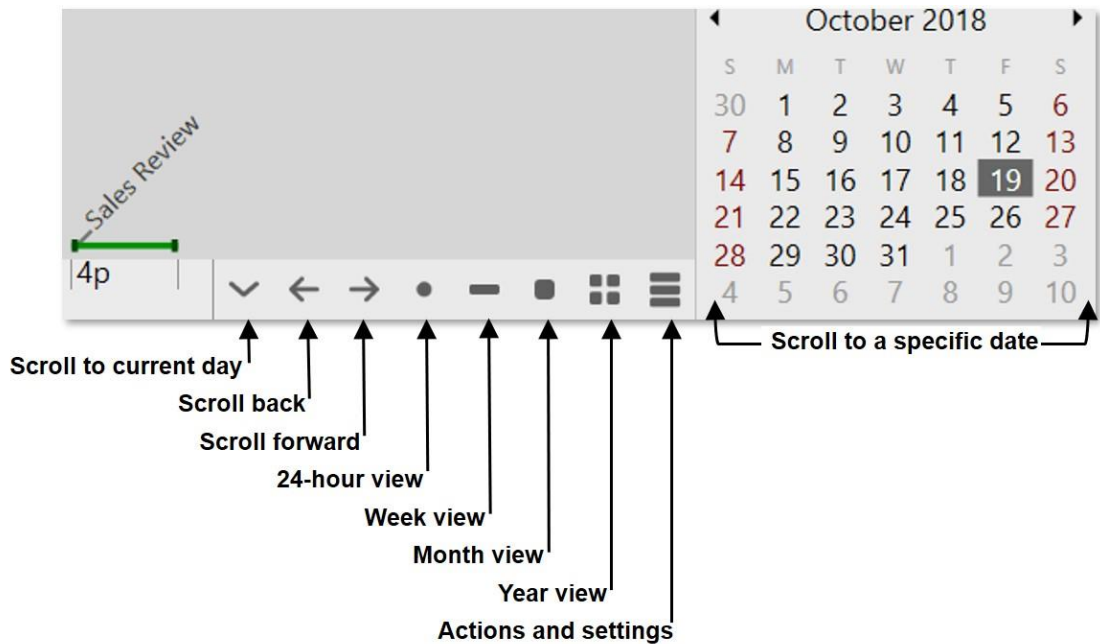 October 2018
S M T W T F S
30 1 2 3 4 5 6
7 8 9 10 11 12 13
14 15 16 17 18 19 20
21 22 23 24 25 26 27
28 29 30 31 1 2 3
4 5 6 7 8 9 10
Sales Review
4p
Scroll to a specific date
Scroll to current day
Scroll back
Scroll forward
24-hour view
Week view
Month view
Year view
Actions and settings